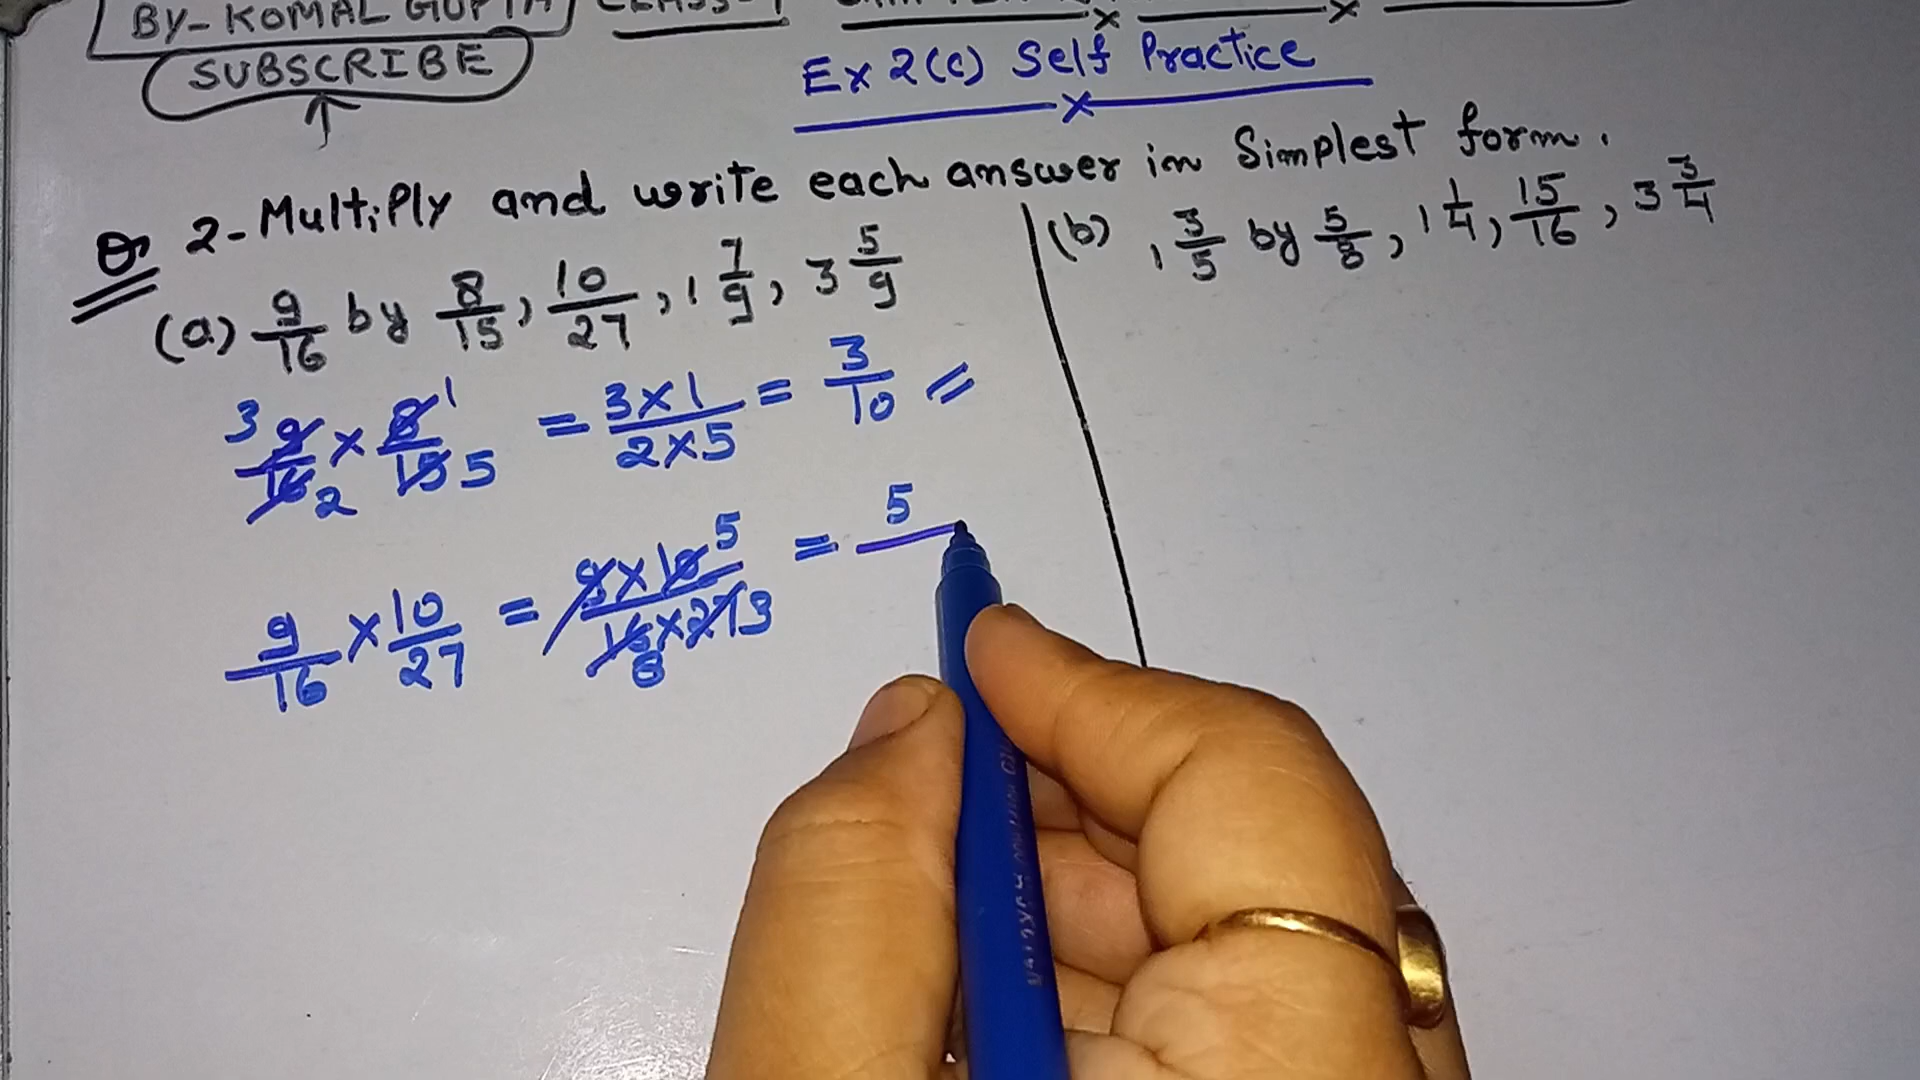 BY-KOMAL GUPTA
SUBSCRIBE
Ex 2(c) Self Practice
Q 2-Multiply and write each answer in Simplest form.
(a) 9/16 by 8/15, 10/27, 1 7/9, 3 5/9
(b) 1 3/5 by 5/8, 1 1/4, 15/16, 3 3/4
3 9/16 2 × 8/15 1 5 = 3×1/2×5 = 3/10 =
9/16 × 10/27 = 9×10 5/16×27 3 8 = 5